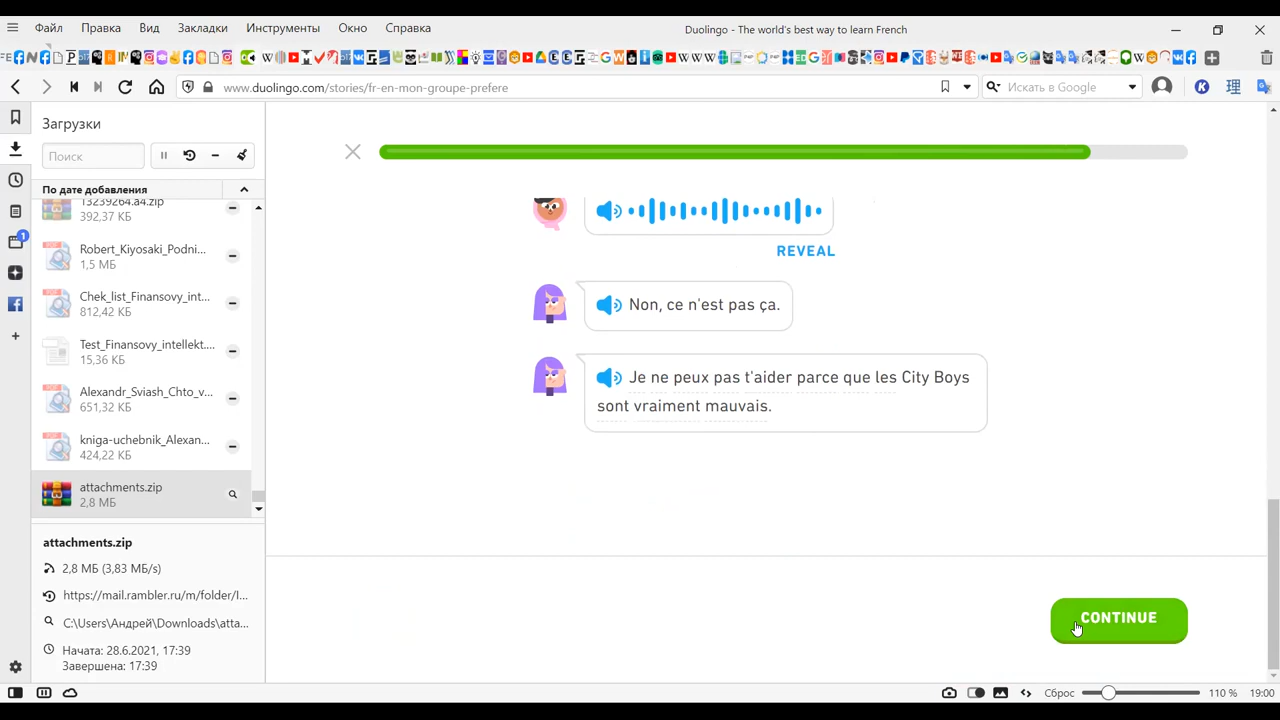 Файл Правка Вид Закладки Инструменты Окно Справка
Duolingo - The world's best way to learn French
www.duolingo.com/stories/fr-en-mon-groupe-prefere
Искать в Google
Загрузки
Поиск
По дате добавления
13239264.a4.zip
392,37 КБ
Robert_Kiyosaki_Podni...
1,5 МБ
Chek_list_Finansovy_int...
812,42 КБ
Test_Finansovy_intellekt....
15,36 КБ
Alexandr_Sviash_Chto_v...
651,32 КБ
kniga-uchebnik_Alexan...
424,22 КБ
attachments.zip
2,8 МБ
attachments.zip
2,8 МБ (3,83 МБ/s)
https://mail.rambler.ru/m/folder/I...
C:\Users\Андрей\Downloads\atta...
Начата: 28.6.2021, 17:39
Завершена: 17:39
1
REVEAL
Non, ce n'est pas ça.
Je ne peux pas t'aider parce que les City Boys
sont vraiment mauvais.
CONTINUE
Сброс 110 % 19:00